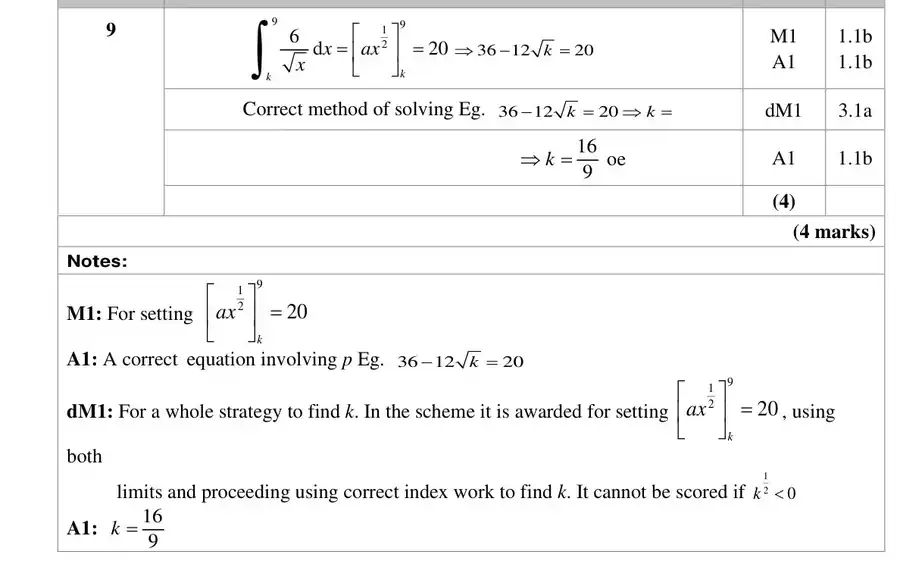 9 ∫_k^9 6/√x dx = [ax^(1/2)]_k^9 = 20 ⇒ 36 − 12√k = 20 M1 1.1b
A1 1.1b
Correct method of solving Eg. 36 − 12√k = 20 ⇒ k = dM1 3.1a
⇒ k = 16/9 oe A1 1.1b
(4)
(4 marks)
Notes:
M1: For setting [ax^(1/2)]_k^9 = 20
A1: A correct equation involving p Eg. 36 − 12√k = 20
dM1: For a whole strategy to find k. In the scheme it is awarded for setting [ax^(1/2)]_k^9 = 20, using
both
limits and proceeding using correct index work to find k. It cannot be scored if k^(1/2) < 0
A1: k = 16/9